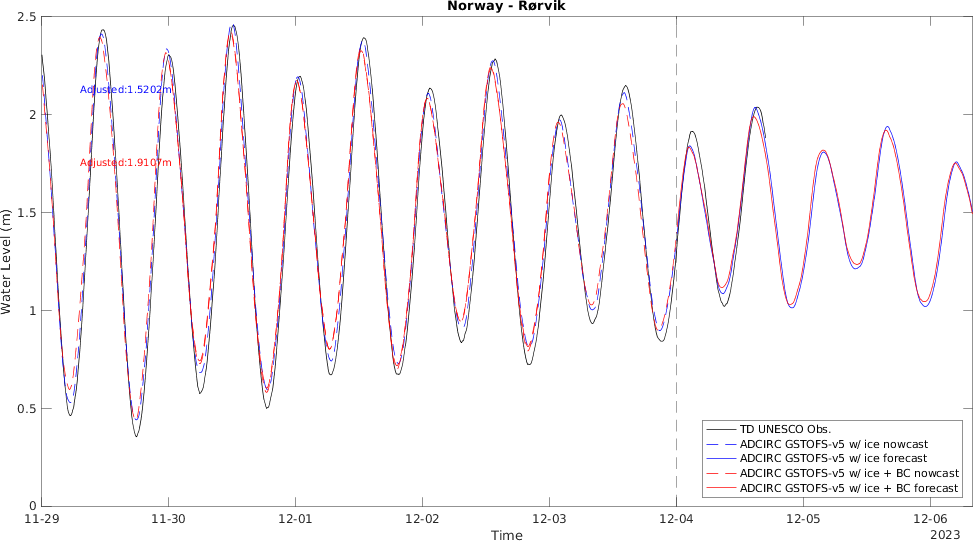 Norway - Rørvik
2.5
2
1.5
1
0.5
0
Water Level (m)
Adjusted:1.5202m
Adjusted:1.9107m
TD UNESCO Obs.
ADCIRC GSTOFS-v5 w/ ice nowcast
ADCIRC GSTOFS-v5 w/ ice forecast
ADCIRC GSTOFS-v5 w/ ice + BC nowcast
ADCIRC GSTOFS-v5 w/ ice + BC forecast
11-29 11-30 12-01 12-02 12-03 12-04 12-05 12-06
Time
2023